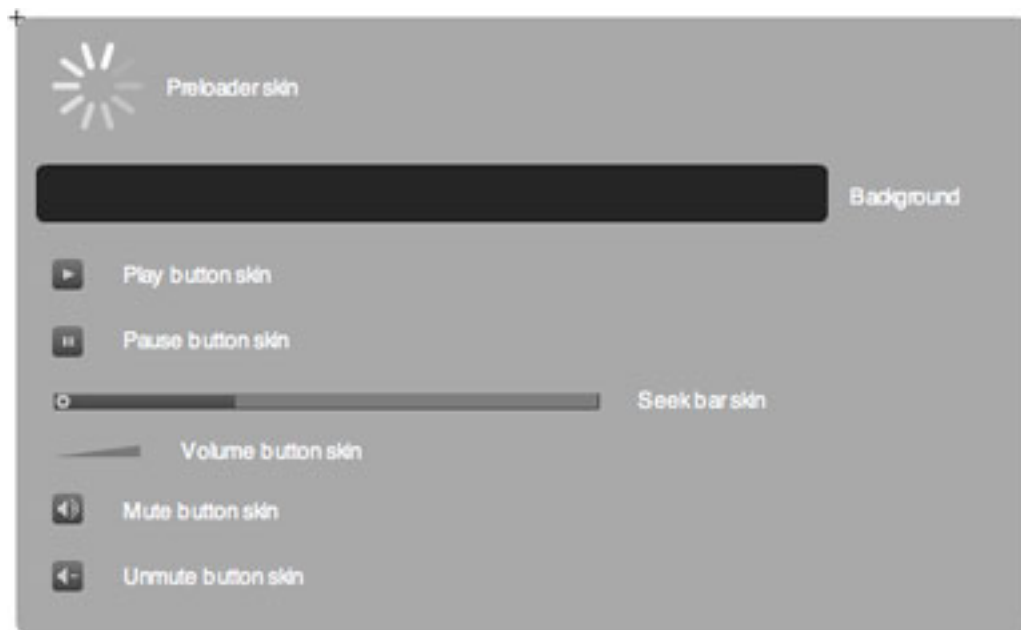 Preloader skin
Background
Play button skin
Pause button skin
Seek bar skin
Volume button skin
Mute button skin
Unmute button skin